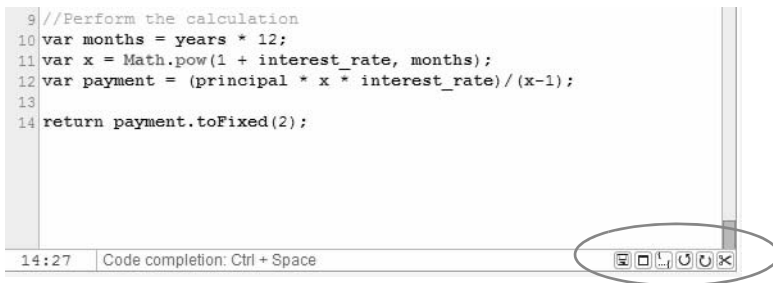 9 //Perform the calculation
10 var months = years * 12;
11 var x = Math.pow(1 + interest_rate, months);
12 var payment = (principal * x * interest_rate)/(x-1);
13
14 return payment.toFixed(2);
14:27 Code completion: Ctrl + Space